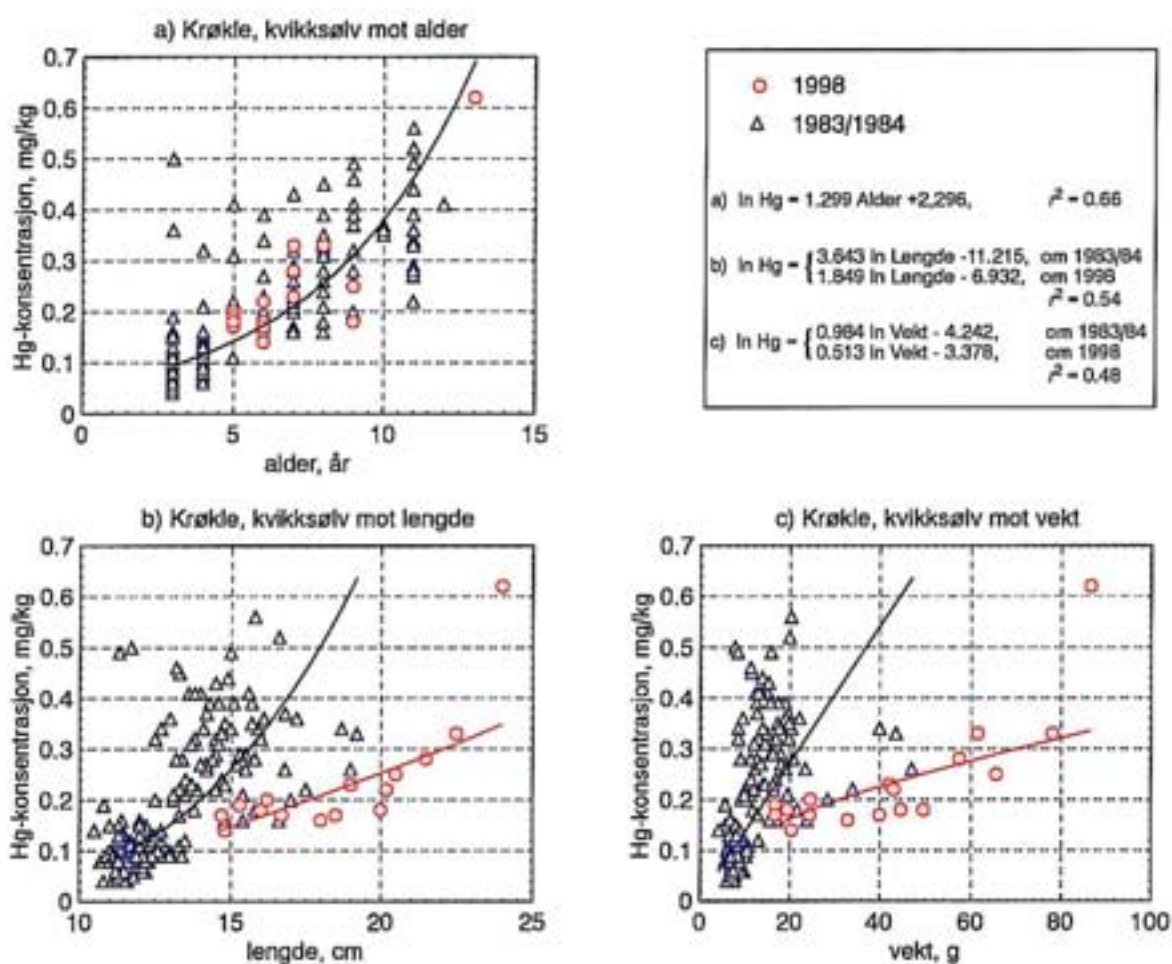 a) Krøkle, kvikksølv mot alder
Hg-konsentrasjon, mg/kg
0.7
0.6
0.5
0.4
0.3
0.2
0.1
0
0 5 10 15
alder, år
1998
1983/1984
a) ln Hg = 1.299 Alder +2,296, r² = 0.66
b) ln Hg = { 3.643 ln Lengde -11.215, om 1983/84
1.849 ln Lengde - 6.932, om 1998
r² = 0.54
c) ln Hg = { 0.984 ln Vekt - 4.242, om 1983/84
0.513 ln Vekt - 3.378, om 1998
r² = 0.48
b) Krøkle, kvikksølv mot lengde
Hg-konsentrasjon, mg/kg
0.7
0.6
0.5
0.4
0.3
0.2
0.1
0
10 15 20 25
lengde, cm
c) Krøkle, kvikksølv mot vekt
Hg-konsentrasjon, mg/kg
0.7
0.6
0.5
0.4
0.3
0.2
0.1
0
0 20 40 60 80 100
vekt, g